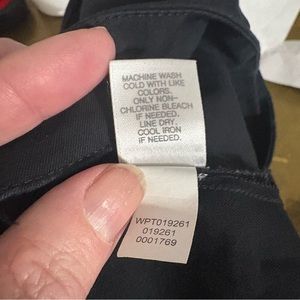 MACHINE WASH
COLD WITH LIKE
COLORS.
ONLY NON-
CHLORINE BLEACH
IF NEEDED.
LINE DRY.
COOL IRON
IF NEEDED.
WPT019261
019261
0001769